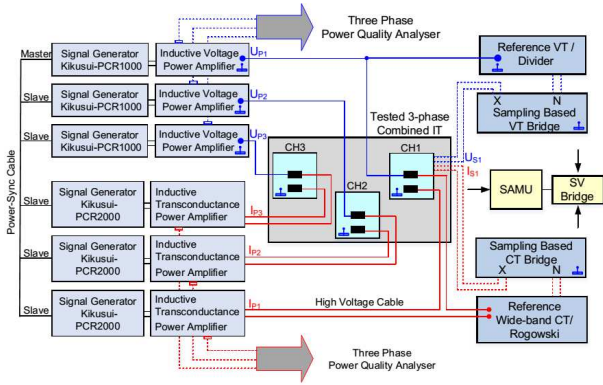 Three Phase
Power Quality Analyser
Master
Signal Generator
Kikusui-PCR1000
Inductive Voltage
Power Amplifier
UP1
Reference VT /
Divider
Slave
Signal Generator
Kikusui-PCR1000
Inductive Voltage
Power Amplifier
UP2
X
N
Sampling Based
VT Bridge
Tested 3-phase
Combined IT
Slave
Signal Generator
Kikusui-PCR1000
Inductive Voltage
Power Amplifier
UP3
CH3
CH1
US1
IS1
Power-Sync Cable
Slave
Signal Generator
Kikusui-PCR2000
Inductive
Transconductance
Power Amplifier
IP3
CH2
SAMU
SV
Bridge
Slave
Signal Generator
Kikusui-PCR2000
Inductive
Transconductance
Power Amplifier
IP2
Sampling Based
CT Bridge
X
N
Slave
Signal Generator
Kikusui-PCR2000
Inductive
Transconductance
Power Amplifier
IP1
High Voltage Cable
Reference
Wide-band CT/
Rogowski
Three Phase
Power Quality Analyser